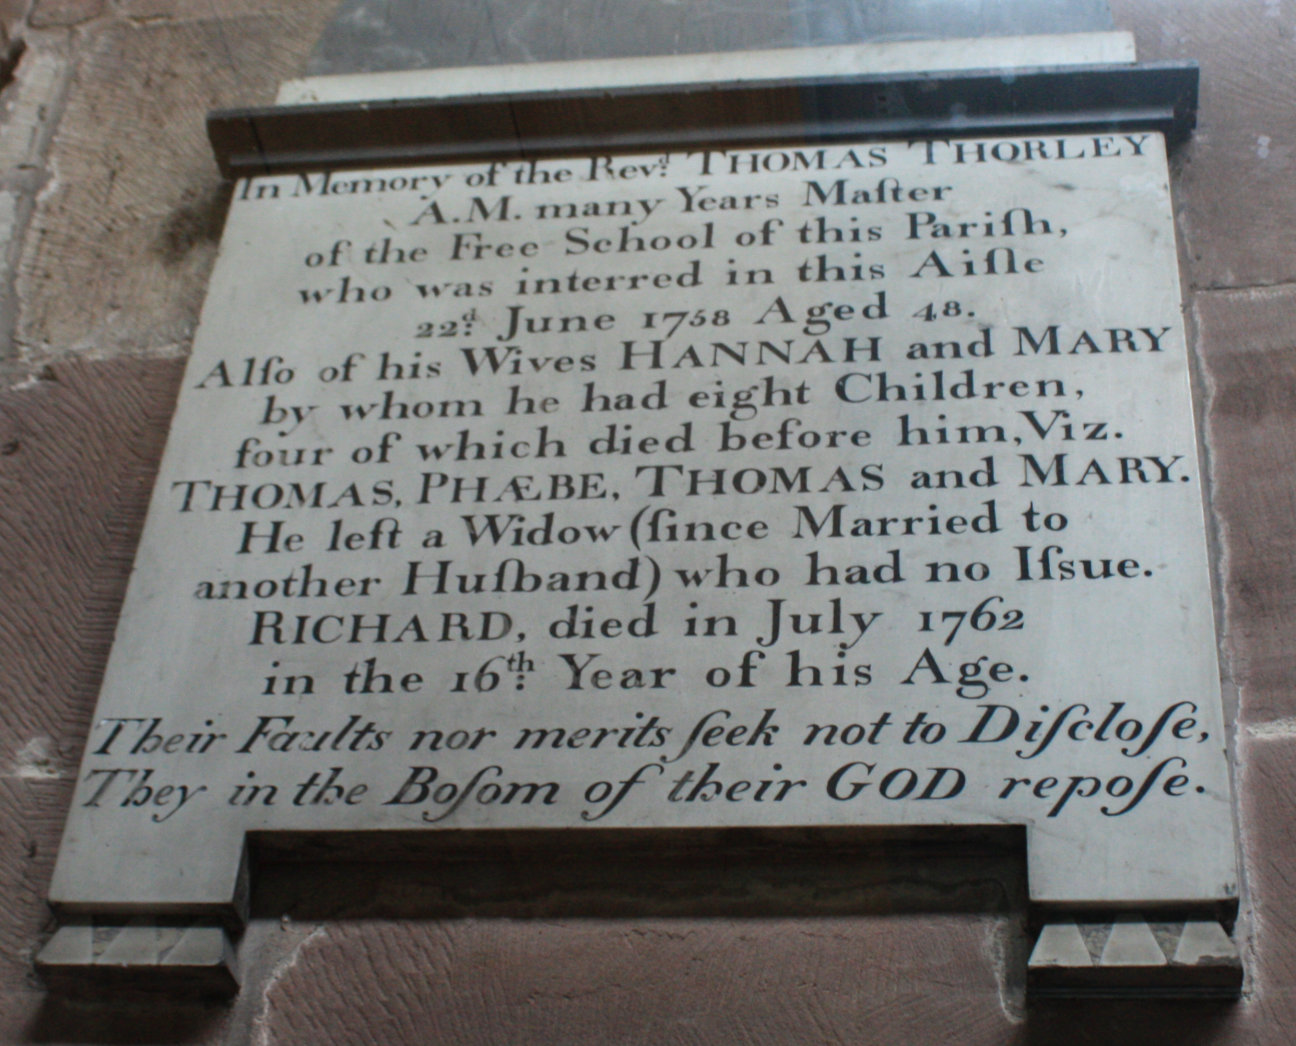 In Memory of the Revd. THOMAS THORLEY
A.M. many Years Maſter
of the Free School of this Pariſh,
who was interred in this Aiſle
22d. June 1758 Aged 48.
Alſo of his Wives HANNAH and MARY
by whom he had eight Children,
four of which died before him, Viz.
THOMAS, PHÆBE, THOMAS and MARY.
He left a Widow (ſince Married to
another Huſband) who had no Iſsue.
RICHARD, died in July 1762
in the 16th. Year of his Age.
Their Faults nor merits ſeek not to Diſcloſe,
They in the Boſom of their GOD repoſe.